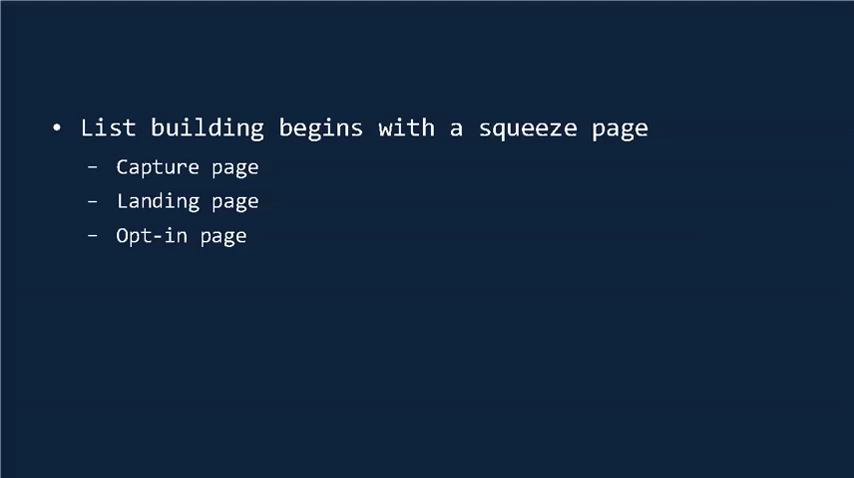 • List building begins with a squeeze page
– Capture page
– Landing page
– Opt-in page